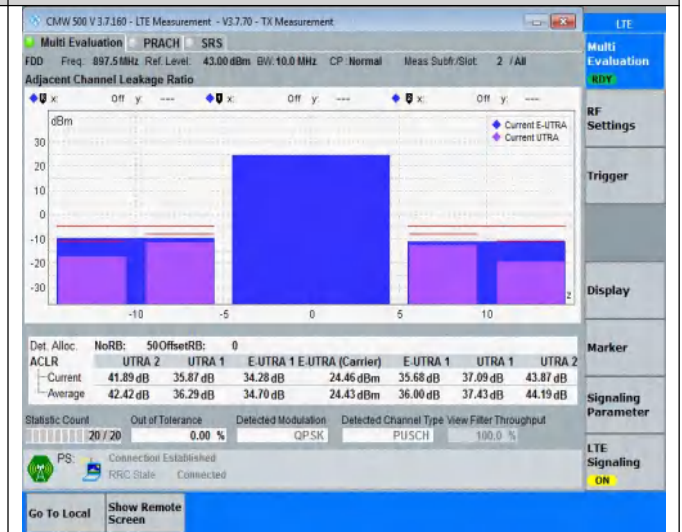 CMW 500 V 3.7.160 - LTE Measurement - V3.7.70 - TX Measurement
LTE
Multi Evaluation PRACH SRS
Multi Evaluation
RDY
FDD Freq.: 897.5 MHz Ref. Level: 43.00 dBm BW: 10.0 MHz CP: Normal Meas Subfr./Slot: 2 / All
Adjacent Channel Leakage Ratio
x: Off y: --- x: Off y: --- x: Off y: ---
RF Settings
dBm
Current E-UTRA
Current UTRA
30
20
10
0
-10
-20
-30
Trigger
2
-10 -5 0 5 10
Display
Det. Alloc. NoRB: 50 OffsetRB: 0
Marker
ACLR UTRA 2 UTRA 1 E-UTRA 1 E-UTRA (Carrier) E-UTRA 1 UTRA 1 UTRA 2
Current 41.89 dB 35.87 dB 34.28 dB 24.46 dBm 35.68 dB 37.09 dB 43.87 dB
Average 42.42 dB 36.29 dB 34.70 dB 24.43 dBm 36.00 dB 37.43 dB 44.19 dB
Signaling Parameter
Statistic Count Out of Tolerance Detected Modulation Detected Channel Type View Filter Throughput
20 / 20 0.00 % QPSK PUSCH 100.0 %
PS: Connection Established
RRC State Connected
LTE Signaling
ON
Go To Local Show Remote Screen